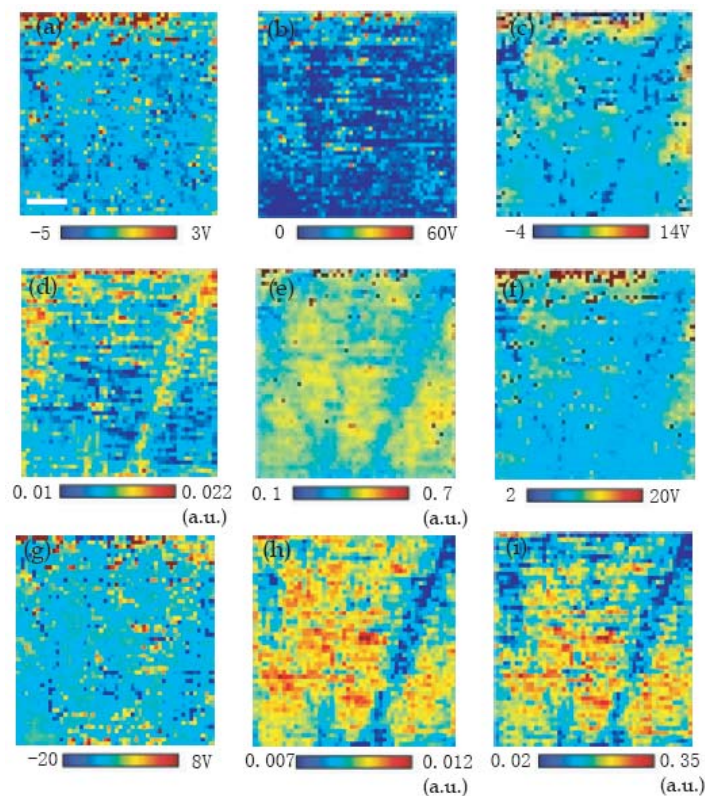 (a) (b) (c)
-5 3V 0 60V -4 14V
(d) (e) (f)
0.01 0.022 0.1 0.7 2 20V
(a.u.) (a.u.)
(g) (h) (i)
-20 8V 0.007 0.012 0.02 0.35
(a.u.) (a.u.)